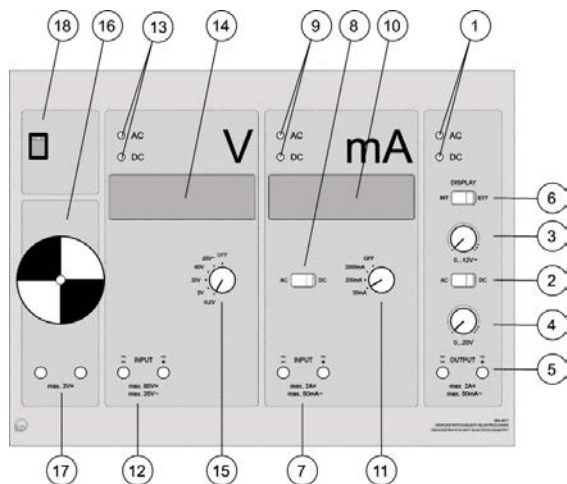 18 16 13 14 9 8 10 1
AC
DC
V
AC
DC
mA
AC
DC
DISPLAY
INT EXT
6
3
0...12V~
AC DC
2
4
0...20V
OFF
25V~
60V
20V
2V
0,2V
AC DC
OFF
2000mA
200mA
20mA
INPUT
max. 60V=
max. 25V~
INPUT
max. 2A=
max. 50mA~
OUTPUT
max. 2A=
max. 50mA~
5
max. 3V=
17 12 15 7 11